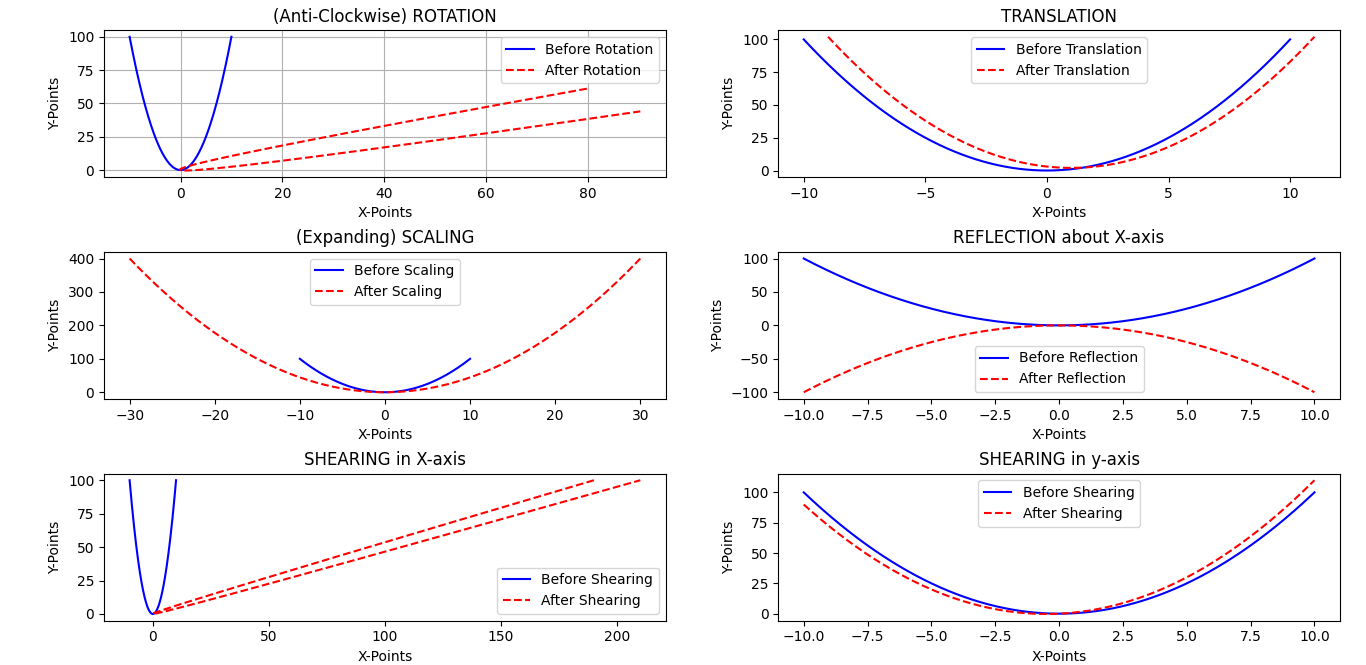 (Anti-Clockwise) ROTATION
100
75
50
25
0
Y-Points
Before Rotation
After Rotation
0 20 40 60 80
X-Points
TRANSLATION
100
75
50
25
0
Y-Points
Before Translation
After Translation
−10 −5 0 5 10
X-Points
(Expanding) SCALING
400
300
200
100
0
Y-Points
Before Scaling
After Scaling
−30 −20 −10 0 10 20 30
X-Points
REFLECTION about X-axis
100
50
0
−50
−100
Y-Points
Before Reflection
After Reflection
−10.0 −7.5 −5.0 −2.5 0.0 2.5 5.0 7.5 10.0
X-Points
SHEARING in X-axis
100
75
50
25
0
Y-Points
Before Shearing
After Shearing
0 50 100 150 200
X-Points
SHEARING in y-axis
100
75
50
25
0
Y-Points
Before Shearing
After Shearing
−10.0 −7.5 −5.0 −2.5 0.0 2.5 5.0 7.5 10.0
X-Points